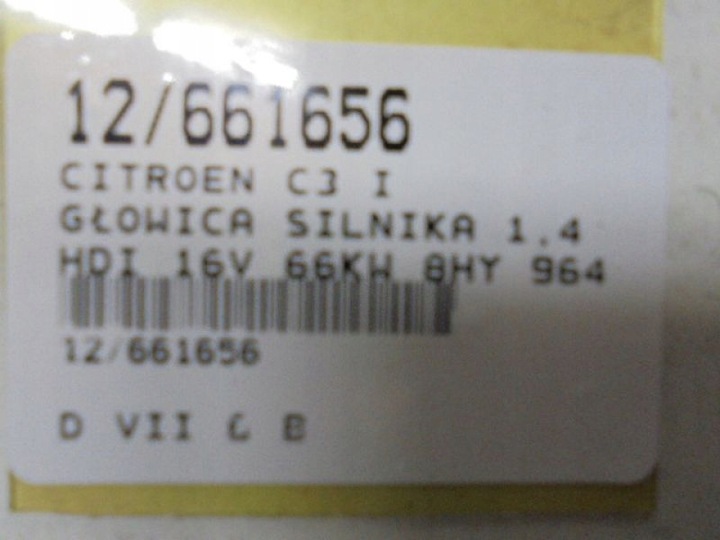 12/661656
CITROEN C3 I
GŁOWICA SILNIKA 1.4
HDI 16V 66KW 8HY 964
12/661656
D VII 6 B